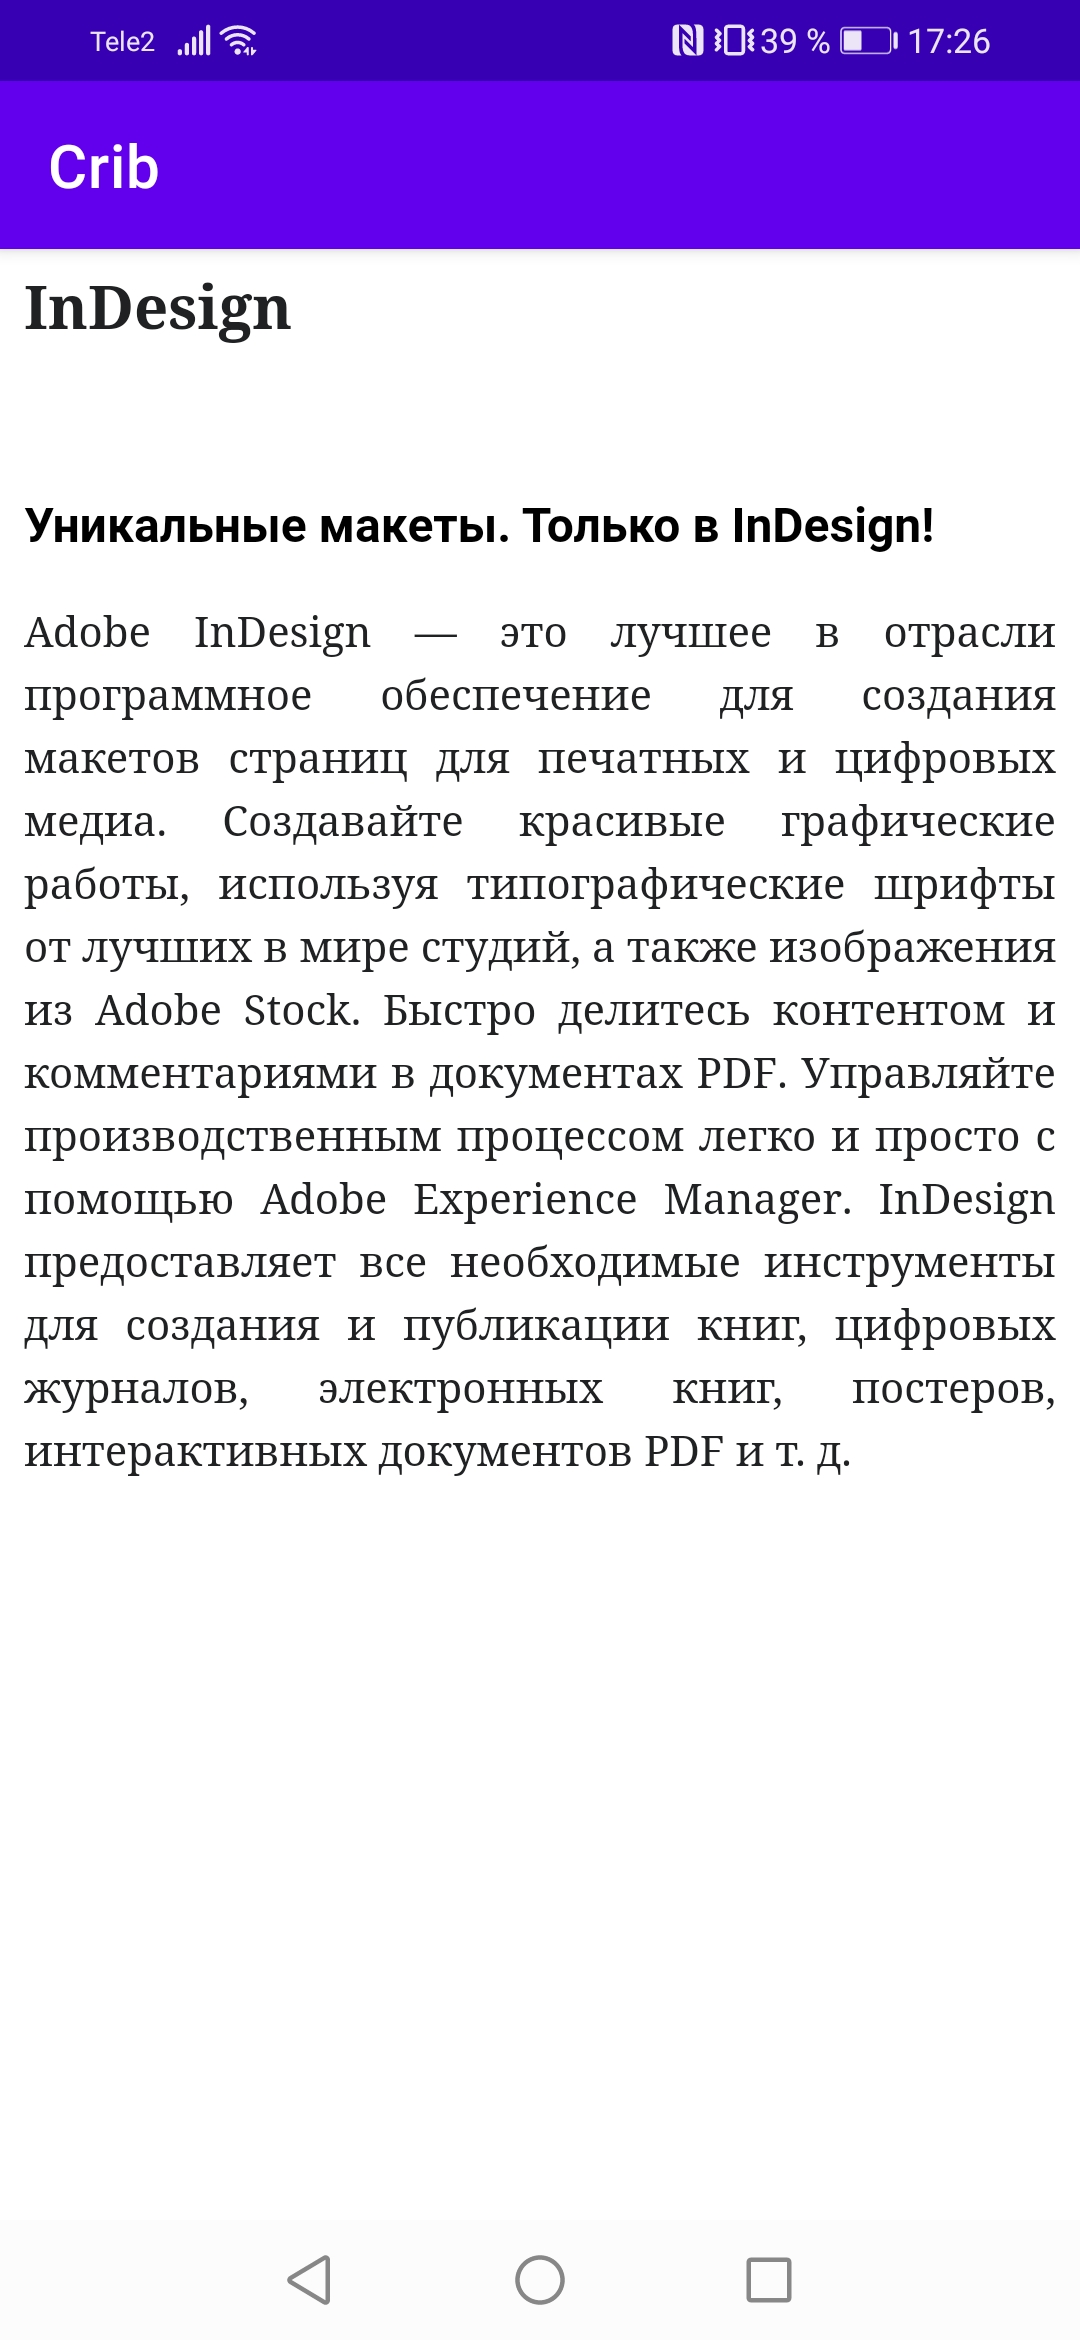 Tele2 39 % 17:26
Crib
InDesign
Уникальные макеты. Только в InDesign!
Adobe InDesign — это лучшее в отрасли
программное обеспечение для создания
макетов страниц для печатных и цифровых
медиа. Создавайте красивые графические
работы, используя типографические шрифты
от лучших в мире студий, а также изображения
из Adobe Stock. Быстро делитесь контентом и
комментариями в документах PDF. Управляйте
производственным процессом легко и просто с
помощью Adobe Experience Manager. InDesign
предоставляет все необходимые инструменты
для создания и публикации книг, цифровых
журналов, электронных книг, постеров,
интерактивных документов PDF и т. д.